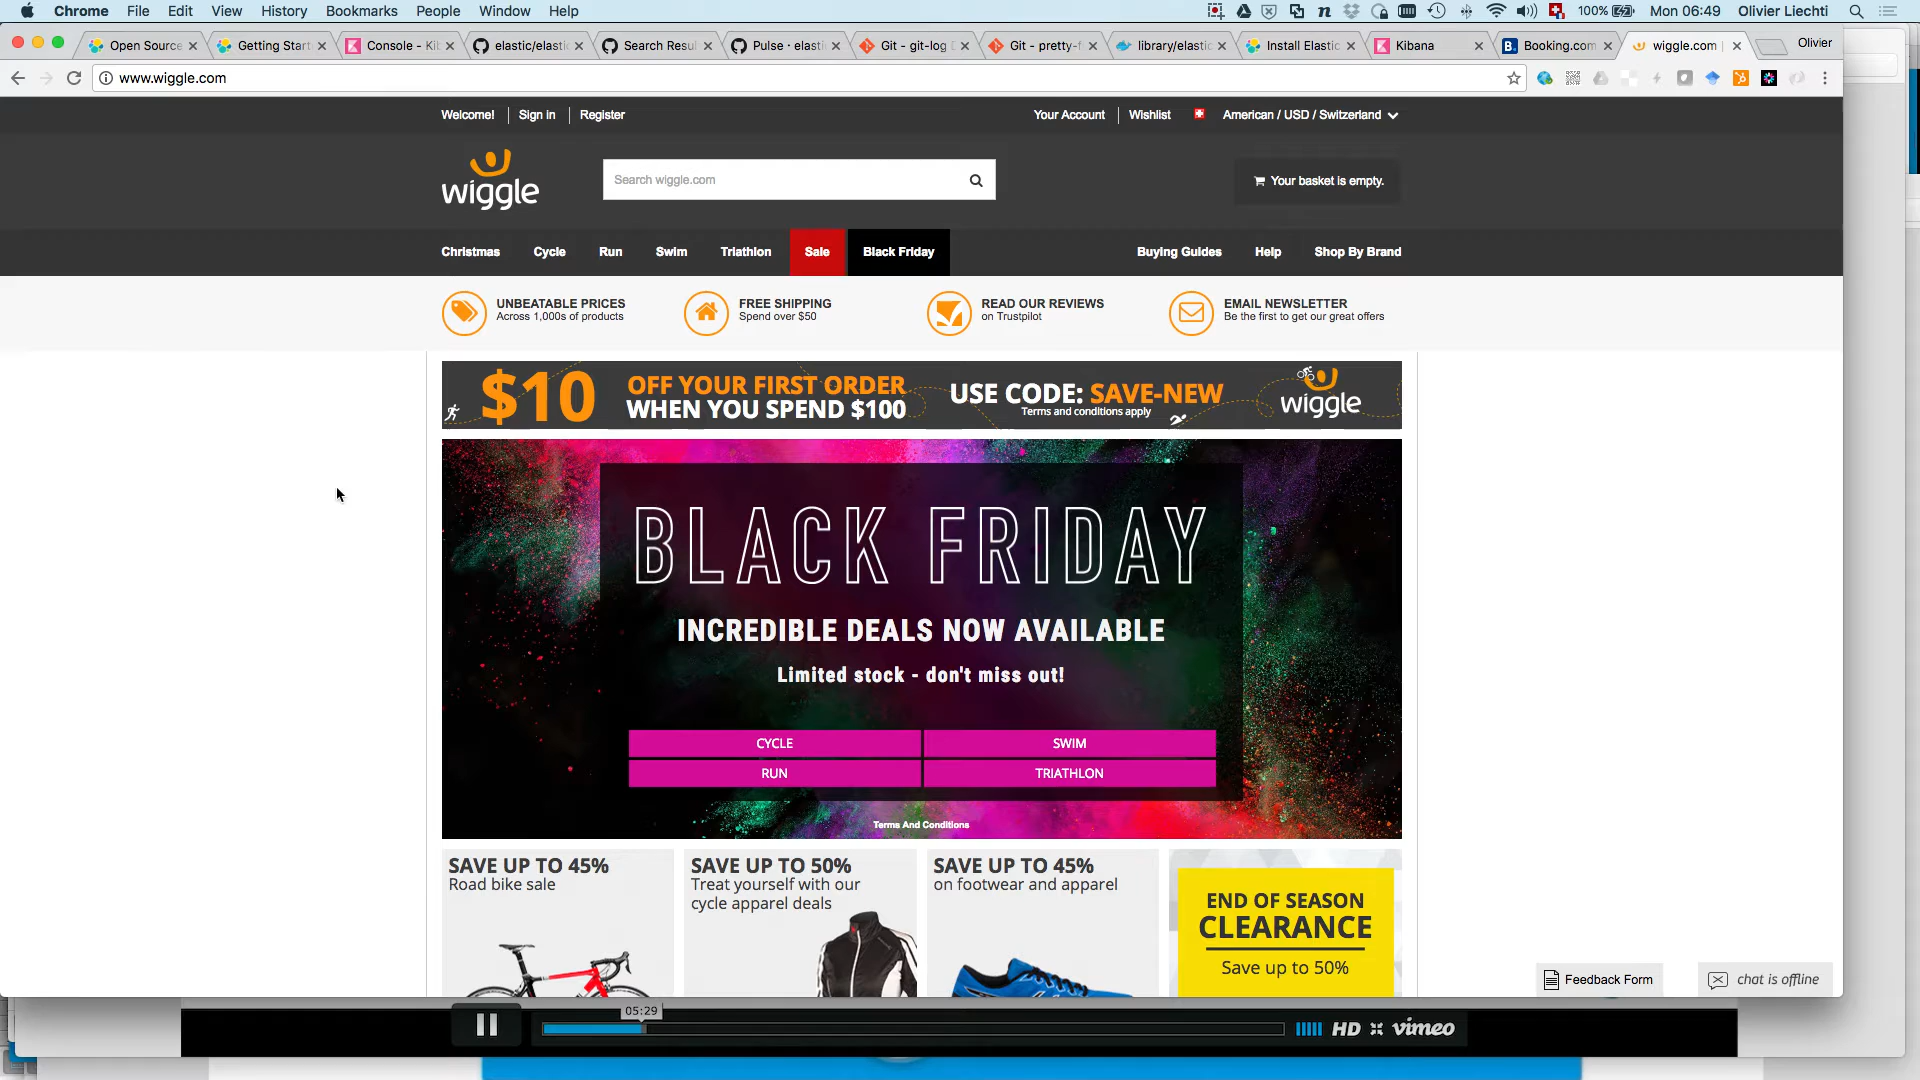 Chrome File Edit View History Bookmarks People Window Help 100% Mon 06:49 Olivier Liechti
Open Source Getting Start Console - Kib elastic/elastic Search Resul Pulse · elasti Git - git-log D Git - pretty-f library/elastic Install Elastic Kibana Booking.com wiggle.com Olivier
www.wiggle.com
Welcome! Sign in Register Your Account Wishlist American / USD / Switzerland
wiggle
Search wiggle.com
Your basket is empty.
Christmas Cycle Run Swim Triathlon Sale Black Friday Buying Guides Help Shop By Brand
UNBEATABLE PRICES
Across 1,000s of products
FREE SHIPPING
Spend over $50
READ OUR REVIEWS
on Trustpilot
EMAIL NEWSLETTER
Be the first to get our great offers
$10 OFF YOUR FIRST ORDER
WHEN YOU SPEND $100
USE CODE: SAVE-NEW
Terms and conditions apply
wiggle
BLACK FRIDAY
INCREDIBLE DEALS NOW AVAILABLE
Limited stock - don't miss out!
CYCLE SWIM
RUN TRIATHLON
Terms And Conditions
SAVE UP TO 45%
Road bike sale
SAVE UP TO 50%
Treat yourself with our
cycle apparel deals
SAVE UP TO 45%
on footwear and apparel
END OF SEASON
CLEARANCE
Save up to 50%
Feedback Form
chat is offline
05:29
HD vimeo